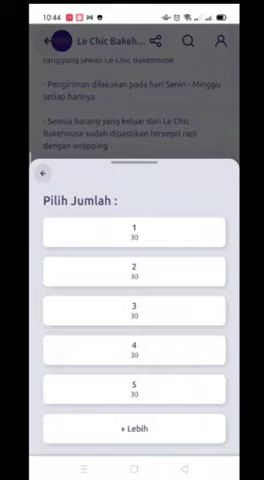 10:44
Le Chic Bakeh...
tanggung jawab Le Chic Bakehouse
- Pengiriman dilakukan pada hari Senin - Minggu
setiap harinya
- Semua barang yang keluar dari Le Chic
Bakehouse sudah dipastikan tersegel rapi
dengan wrapping
Pilih Jumlah :
1
30
2
30
3
30
4
30
5
30
+ Lebih